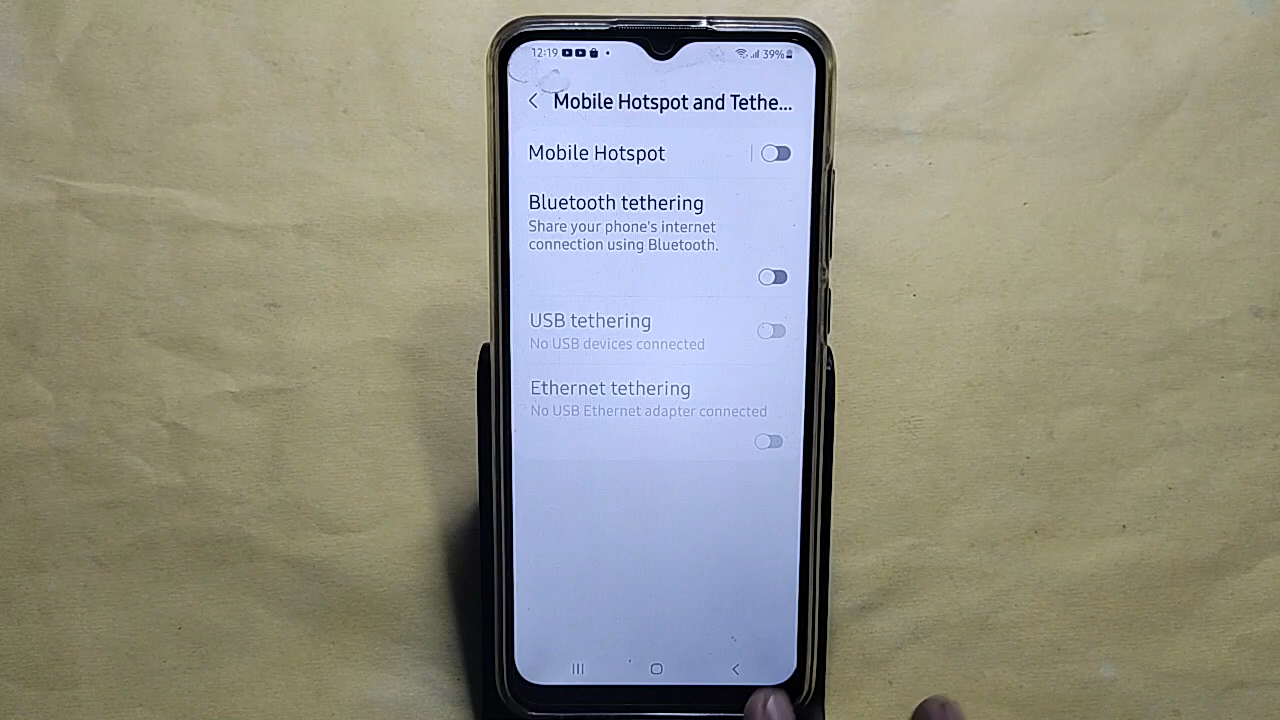 12:19 39%
Mobile Hotspot and Tethe...
Mobile Hotspot
Bluetooth tethering
Share your phone's internet
connection using Bluetooth.
USB tethering
No USB devices connected
Ethernet tethering
No USB Ethernet adapter connected